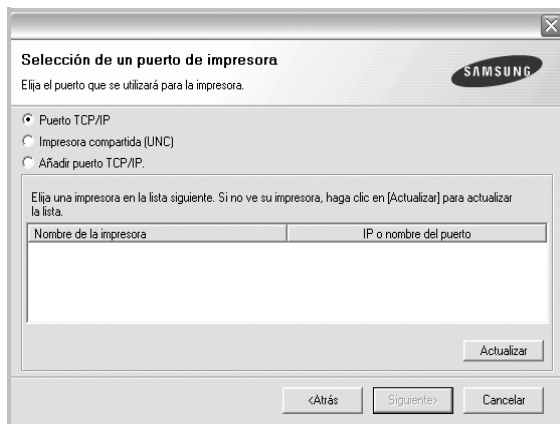 Selección de un puerto de impresora
Elija el puerto que se utilizará para la impresora.
SAMSUNG
Puerto TCP/IP
Impresora compartida (UNC)
Añadir puerto TCP/IP.
Elija una impresora en la lista siguiente. Si no ve su impresora, haga clic en [Actualizar] para actualizar
la lista.
Nombre de la impresora IP o nombre del puerto
Actualizar
<Atrás Siguiente> Cancelar